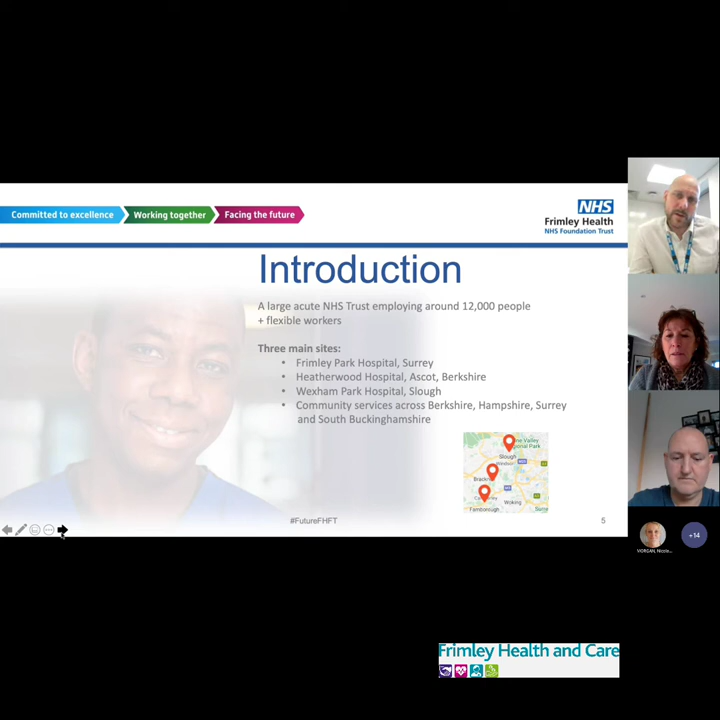 Committed to excellence
Working together
Facing the future
NHS
Frimley Health
NHS Foundation Trust
Introduction
A large acute NHS Trust employing around 12,000 people
+ flexible workers
Three main sites:
• Frimley Park Hospital, Surrey
• Heatherwood Hospital, Ascot, Berkshire
• Wexham Park Hospital, Slough
• Community services across Berkshire, Hampshire, Surrey
and South Buckinghamshire
Slough
Woking
Farnborough
#FutureFHFT
5
MORGAN, Nicola...
+14
Frimley Health and Care